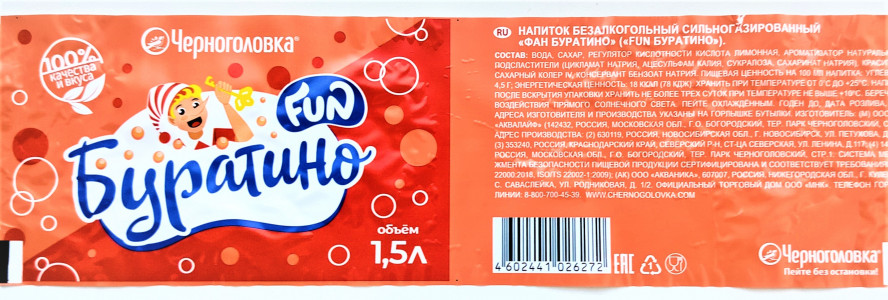 Черноголовка®
100%
качества
и вкуса
FUN
Буратино
объём
1,5л
RU
НАПИТОК БЕЗАЛКОГОЛЬНЫЙ СИЛЬНОГАЗИРОВАННЫЙ
«ФАН БУРАТИНО» («FUN БУРАТИНО»).
СОСТАВ: ВОДА, САХАР, РЕГУЛЯТОР КИСЛОТНОСТИ КИСЛОТА ЛИМОННАЯ, АРОМАТИЗАТОР
ПОДСЛАСТИТЕЛИ (ЦИКЛАМАТ НАТРИЯ, АЦЕСУЛЬФАМ КАЛИЯ, СУКРАЛОЗА, САХАРИНАТ НАТРИЯ),
САХАРНЫЙ КОЛЕР IV, КОНСЕРВАНТ БЕНЗОАТ НАТРИЯ. ПИЩЕВАЯ ЦЕННОСТЬ НА 100 МЛ НАПИТКА:
4,5 Г; ЭНЕРГЕТИЧЕСКАЯ ЦЕННОСТЬ: 18 ККАЛ (78 КДЖ). ХРАНИТЬ ПРИ ТЕМПЕРАТУРЕ ОТ 0°С ДО +25°С.
ПОСЛЕ ВСКРЫТИЯ УПАКОВКИ ХРАНИТЬ НЕ БОЛЕЕ ТРЕХ СУТОК ПРИ ТЕМПЕРАТУРЕ НЕ ВЫШЕ +10°С.
ВОЗДЕЙСТВИЯ ПРЯМОГО СОЛНЕЧНОГО СВЕТА. ПЕЙТЕ ОХЛАЖДЕННЫМ. ГОДЕН ДО, ДАТА РОЗЛИВА,
АДРЕСА ИЗГОТОВИТЕЛЯ И ПРОИЗВОДСТВА УКАЗАНЫ НА ГОРЛЫШКЕ БУТЫЛКИ. ИЗГОТОВИТЕЛЬ: (М) ООО
«АКВАЛАЙФ» (142432, РОССИЯ, МОСКОВСКАЯ ОБЛ., Г.О. БОГОРОДСКИЙ, ТЕР. ПАРК ЧЕРНОГОЛОВСКИЙ,
АДРЕС ПРОИЗВОДСТВА: (2) 630119, РОССИЯ, НОВОСИБИРСКАЯ ОБЛ., Г. НОВОСИБИРСК, УЛ. ПЕТУХОВА,
(3) 353240, РОССИЯ, КРАСНОДАРСКИЙ КРАЙ, СЕВЕРСКИЙ Р-Н, СТ-ЦА СЕВЕРСКАЯ, УЛ. ЛЕНИНА,
РОССИЯ, МОСКОВСКАЯ ОБЛ., Г.О. БОГОРОДСКИЙ, ТЕР. ПАРК ЧЕРНОГОЛОВСКИЙ, СТР.1; СИСТЕМА
ЖМЕНТА БЕЗОПАСНОСТИ ПИЩЕВОЙ ПРОДУКЦИИ СЕРТИФИЦИРОВАНА И СООТВЕТСТВУЕТ
22000:2018, ISO/TS 22002-1:2009); (АК) ООО «АКВАНИКА», 607007, РОССИЯ, НИЖЕГОРОДСКАЯ ОБЛ.,
С. САВАСЛЕЙКА, УЛ. РОДНИКОВАЯ, Д. 1/2. ОФИЦИАЛЬНЫЙ ТОРГОВЫЙ ДОМ ООО «МНК». ТЕЛЕФОН
ЛИНИИ: 8-800-700-45-39. WWW.CHERNOGOLOVKA.COM
4 602441 026272
EAC
1
Черноголовка®
Пейте без остановки!